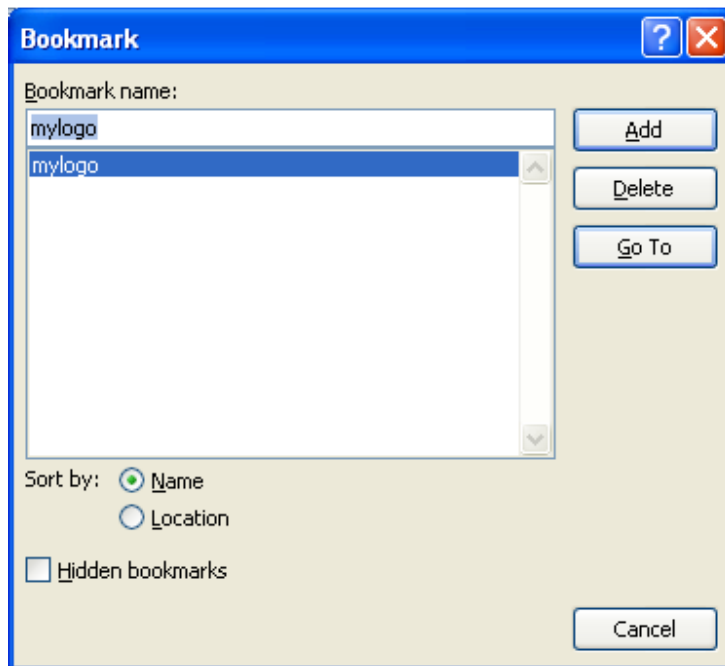 Bookmark
Bookmark name:
mylogo
Add
mylogo
Delete
Go To
Sort by: Name
Location
Hidden bookmarks
Cancel